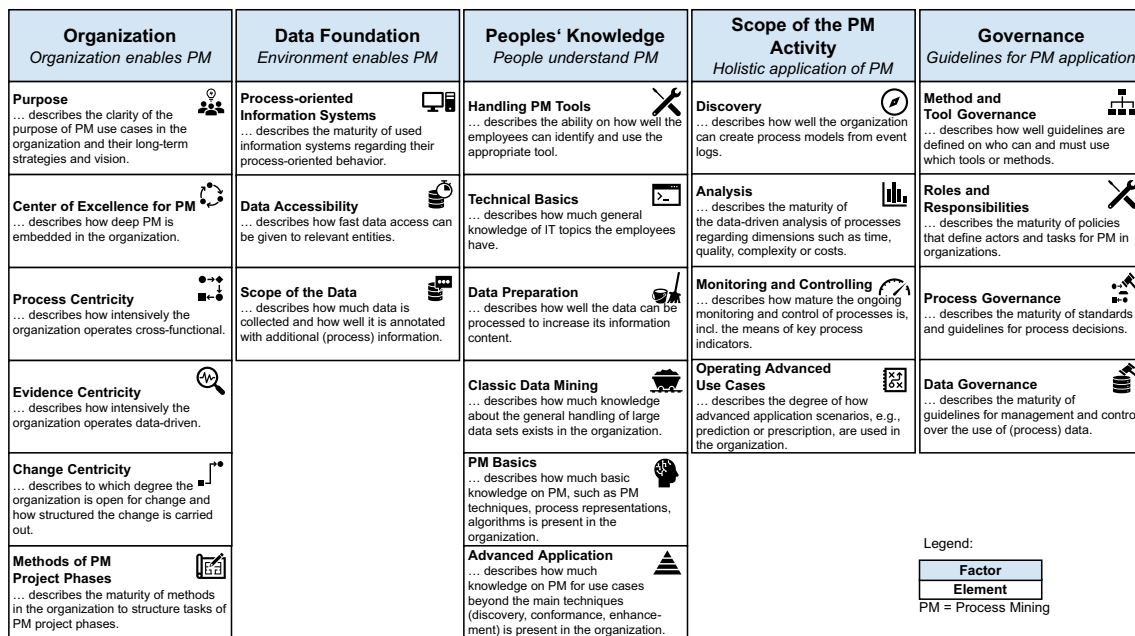 Organization
Organization enables PM
Purpose
… describes the clarity of the
purpose of PM use cases in the
organization and their long-term
strategies and vision.
Center of Excellence for PM
… describes how deep PM is
embedded in the organization.
Process Centricity
… describes how intensively the
organization operates cross-functional.
Evidence Centricity
… describes how intensively the
organization operates data-driven.
Change Centricity
… describes to which degree the
organization is open for change and
how structured the change is carried
out.
Methods of PM
Project Phases
… describes the maturity of methods
in the organization to structure tasks of
PM project phases.
Data Foundation
Environment enables PM
Process-oriented
Information Systems
… describes the maturity of used
information systems regarding their
process-oriented behavior.
Data Accessibility
… describes how fast data access can
be given to relevant entities.
Scope of the Data
… describes how much data is
collected and how well it is annotated
with additional (process) information.
Peoples‘ Knowledge
People understand PM
Handling PM Tools
… describes the ability on how well the
employees can identify and use the
appropriate tool.
Technical Basics
… describes how much general
knowledge of IT topics the employees
have.
Data Preparation
… describes how well the data can be
processed to increase its information
content.
Classic Data Mining
… describes how much knowledge
about the general handling of large
data sets exists in the organization.
PM Basics
… describes how much basic
knowledge on PM, such as PM
techniques, process representations,
algorithms is present in the
organization.
Advanced Application
… describes how much
knowledge on PM for use cases
beyond the main techniques
(discovery, conformance, enhance-
ment) is present in the organization.
Scope of the PM
Activity
Holistic application of PM
Discovery
… describes how well the organization
can create process models from event
logs.
Analysis
… describes the maturity of
the data-driven analysis of processes
regarding dimensions such as time,
quality, complexity or costs.
Monitoring and Controlling
… describes how mature the ongoing
monitoring and control of processes is,
incl. the means of key process
indicators.
Operating Advanced
Use Cases
… describes the degree of how
advanced application scenarios, e.g.,
prediction or prescription, are used in
the organization.
Governance
Guidelines for PM application
Method and
Tool Governance
… describes how well guidelines are
defined on who can and must use
which tools or methods.
Roles and
Responsibilities
… describes the maturity of policies
that define actors and tasks for PM in
organizations.
Process Governance
… describes the maturity of standards
and guidelines for process decisions.
Data Governance
… describes the maturity of
guidelines for management and contro
over the use of (process) data.
Legend:
Factor
Element
PM = Process Mining